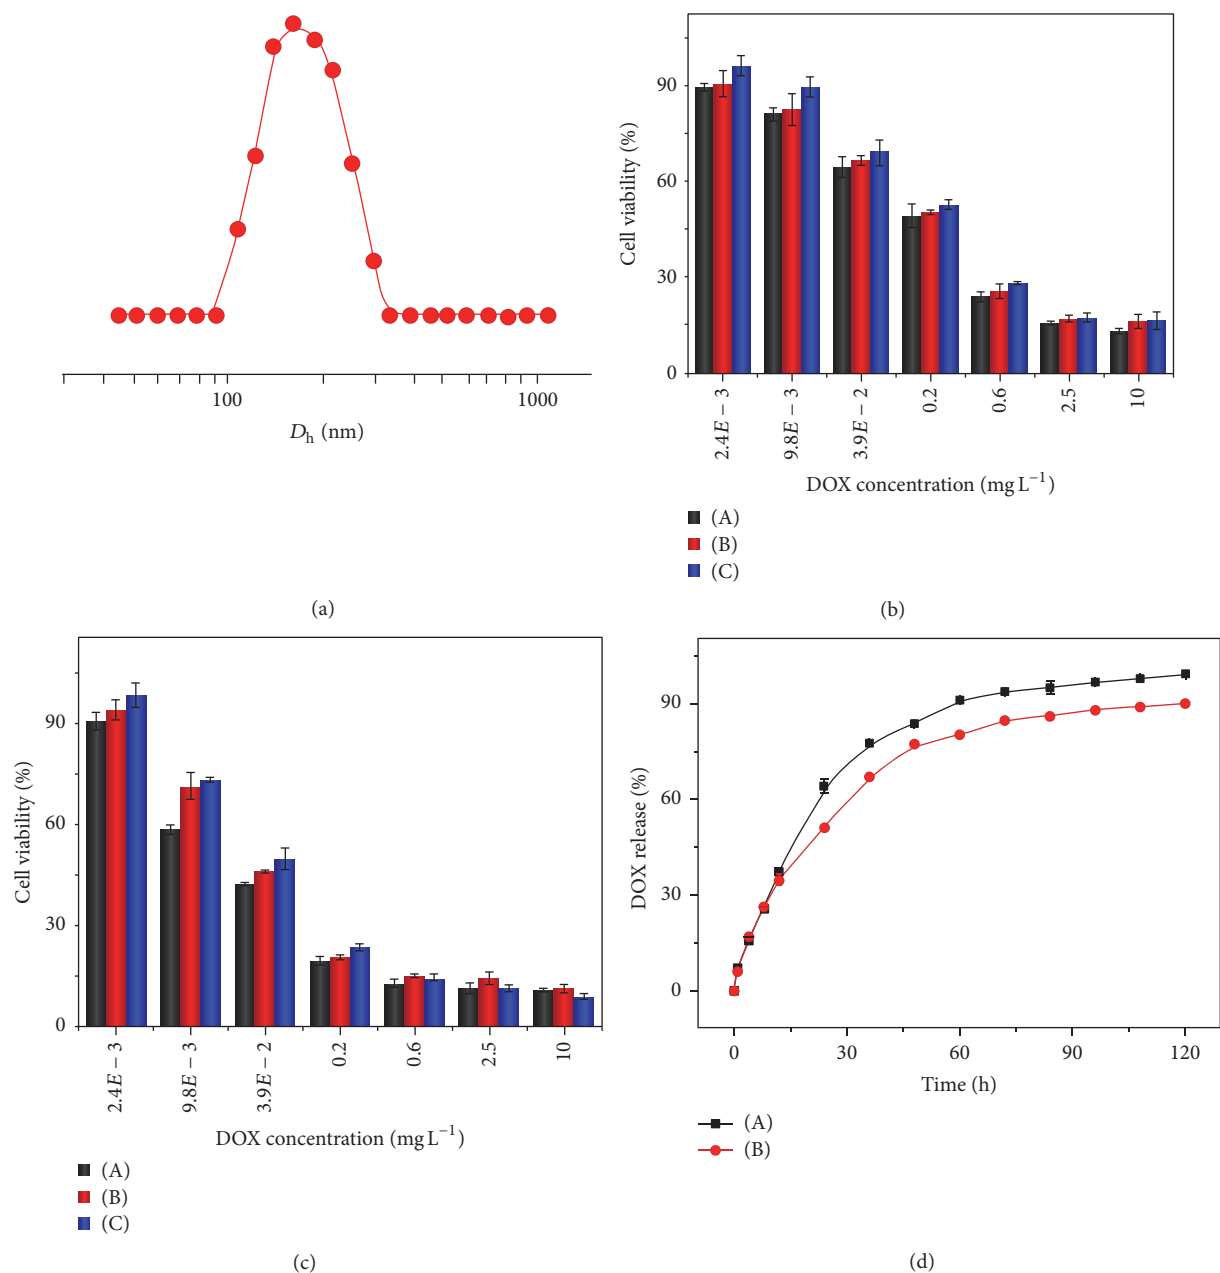 100
1000
D_h (nm)
(a)
90
60
30
0
Cell viability (%)
2.4E − 3
9.8E − 3
3.9E − 2
0.2
0.6
2.5
10
DOX concentration (mg L⁻¹)
(A)
(B)
(C)
(b)
90
60
30
0
Cell viability (%)
2.4E − 3
9.8E − 3
3.9E − 2
0.2
0.6
2.5
10
DOX concentration (mg L⁻¹)
(A)
(B)
(C)
(c)
90
60
30
0
DOX release (%)
0
30
60
90
120
Time (h)
(A)
(B)
(d)